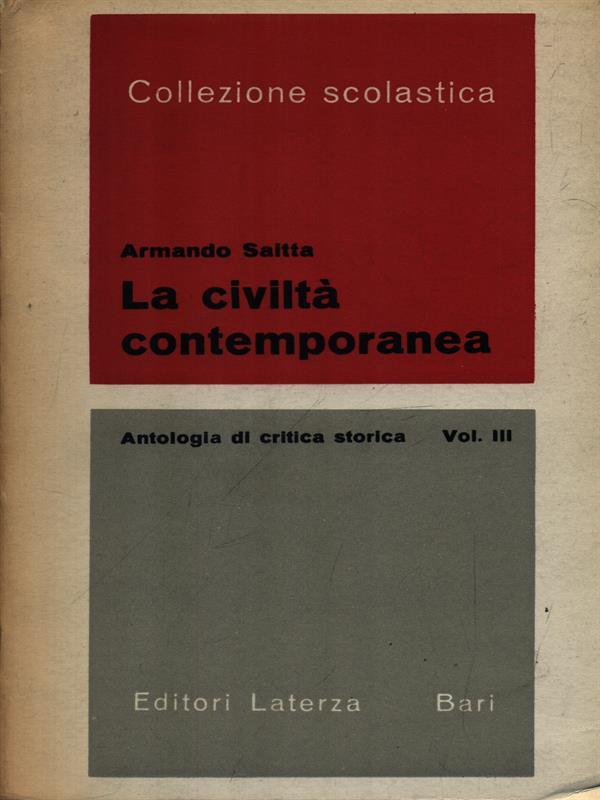 Collezione scolastica
Armando Saitta
La civiltà
contemporanea
Antologia di critica storica Vol. III
Editori Laterza Bari